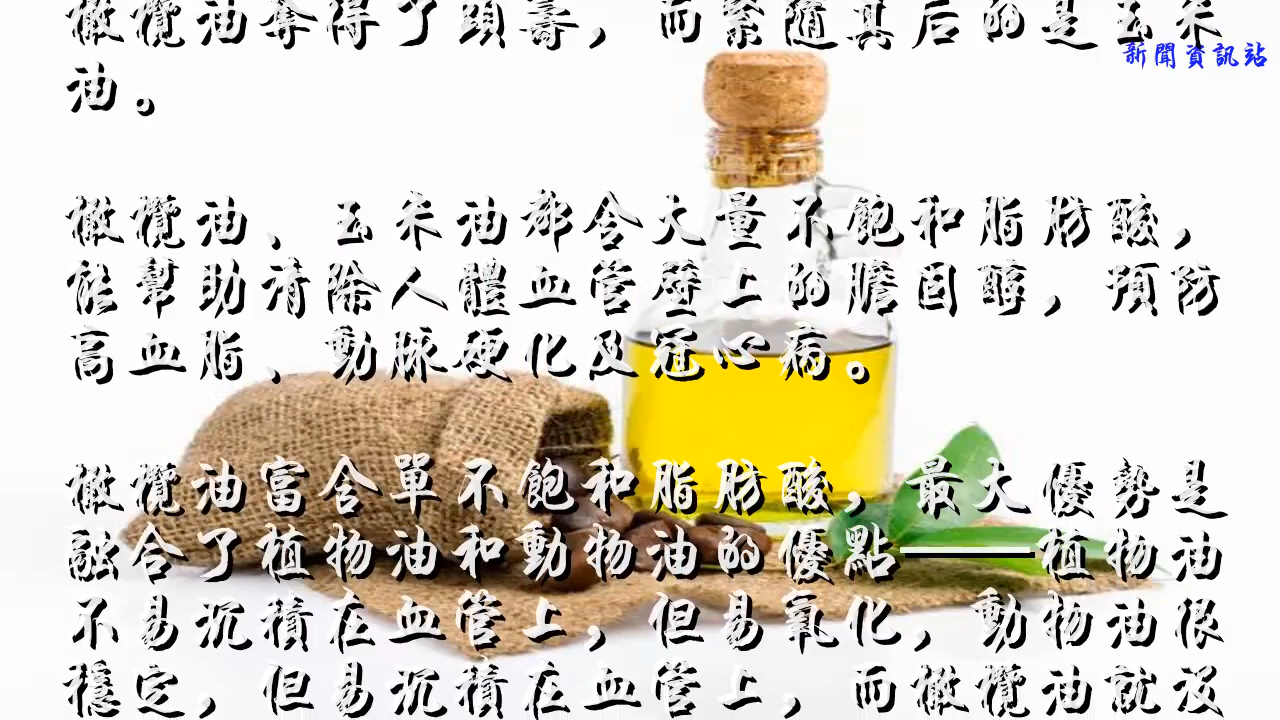 橄欖油奪得了頭籌，而緊隨其后的是玉米
新聞資訊站
油。
橄欖油、玉米油都含大量不飽和脂肪酸，
能幫助清除人體血管壁上的膽固醇，預防
高血脂、動脈硬化及冠心病。
橄欖油富含單不飽和脂肪酸，最大優勢是
融合了植物油和動物油的優點——植物油
不易沉積在血管上，但易氧化，動物油很
穩定，但易沉積在血管上，而橄欖油就沒